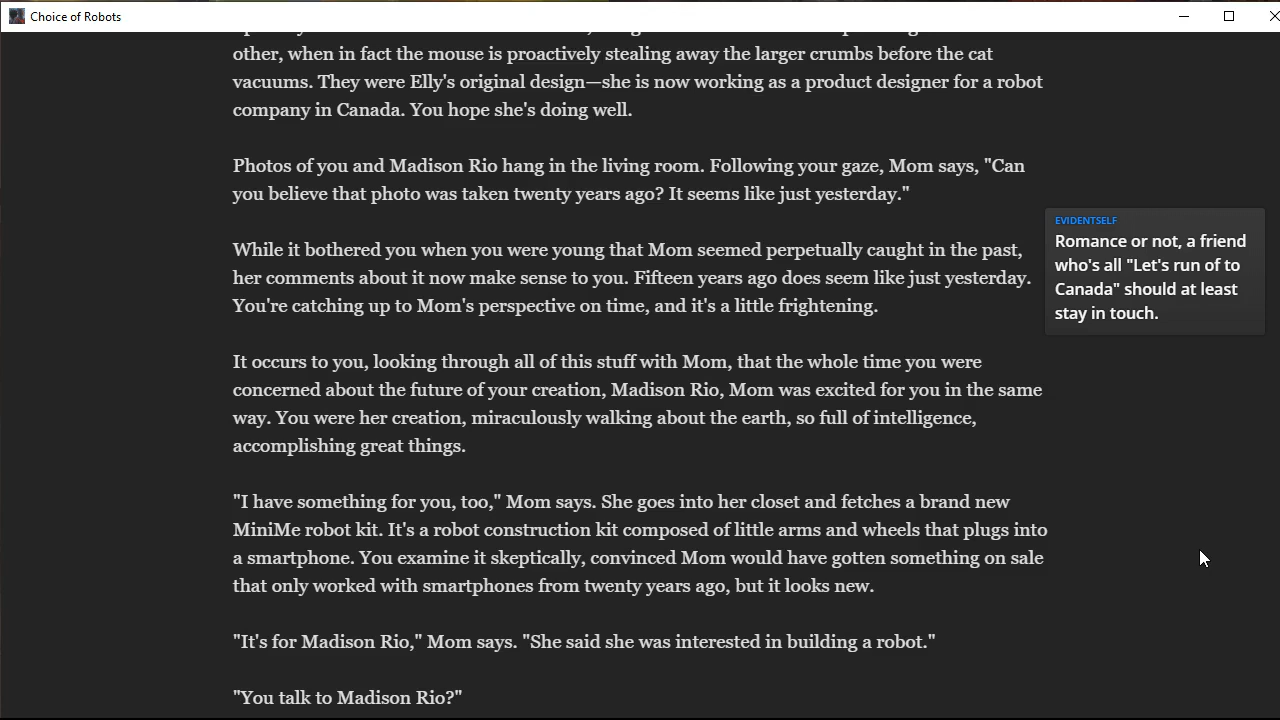 Choice of Robots
other, when in fact the mouse is proactively stealing away the larger crumbs before the cat
vacuums. They were Elly's original design—she is now working as a product designer for a robot
company in Canada. You hope she's doing well.
Photos of you and Madison Rio hang in the living room. Following your gaze, Mom says, "Can
you believe that photo was taken twenty years ago? It seems like just yesterday."
While it bothered you when you were young that Mom seemed perpetually caught in the past,
her comments about it now make sense to you. Fifteen years ago does seem like just yesterday.
You're catching up to Mom's perspective on time, and it's a little frightening.
It occurs to you, looking through all of this stuff with Mom, that the whole time you were
concerned about the future of your creation, Madison Rio, Mom was excited for you in the same
way. You were her creation, miraculously walking about the earth, so full of intelligence,
accomplishing great things.
"I have something for you, too," Mom says. She goes into her closet and fetches a brand new
MiniMe robot kit. It's a robot construction kit composed of little arms and wheels that plugs into
a smartphone. You examine it skeptically, convinced Mom would have gotten something on sale
that only worked with smartphones from twenty years ago, but it looks new.
"It's for Madison Rio," Mom says. "She said she was interested in building a robot."
"You talk to Madison Rio?"
EVIDENTSELF
Romance or not, a friend
who's all "Let's run of to
Canada" should at least
stay in touch.